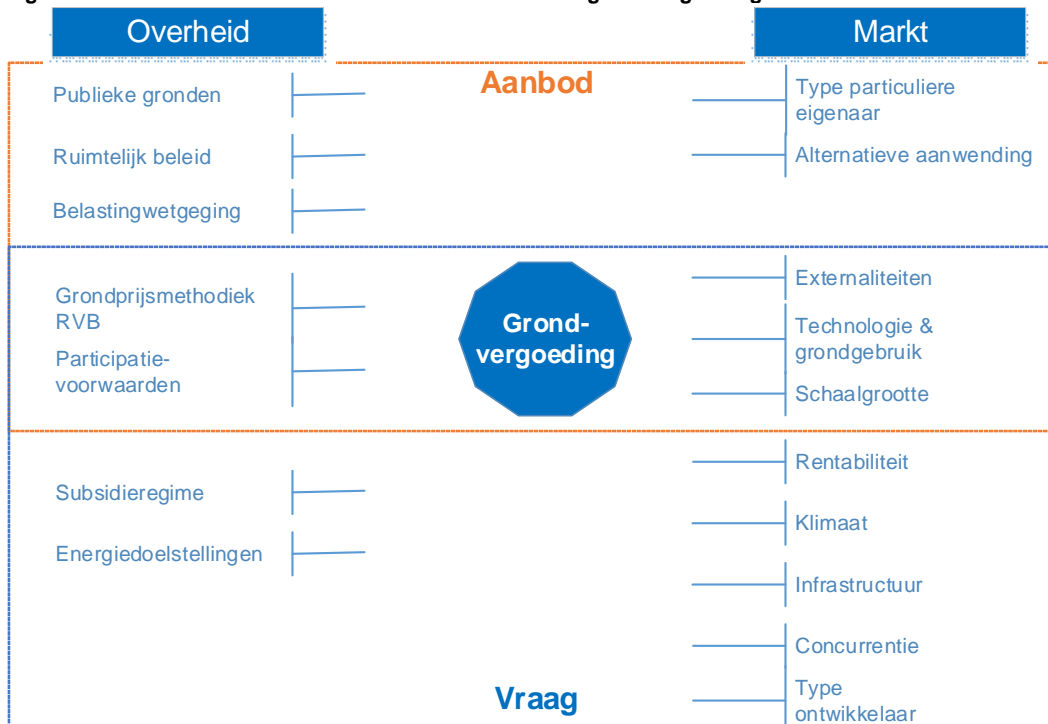 Overheid
Markt
Aanbod
Publieke gronden
Ruimtelijk beleid
Belastingwetgeging
Type particuliere
eigenaar
Alternatieve aanwending
Grondprijsmethodiek
RVB
Participatie-
voorwaarden
Grond-
vergoeding
Externaliteiten
Technologie &
grondgebruik
Schaalgrootte
Subsidieregime
Energiedoelstellingen
Rentabiliteit
Klimaat
Infrastructuur
Concurrentie
Type
ontwikkelaar
Vraag